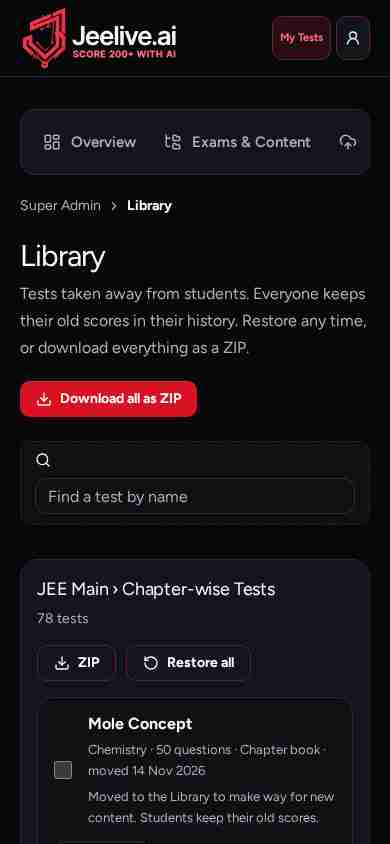 Jeelive.ai
SCORE 200+ WITH AI
My Tests
Overview
Exams & Content
Super Admin > Library
Library
Tests taken away from students. Everyone keeps
their old scores in their history. Restore any time,
or download everything as a ZIP.
Download all as ZIP
Find a test by name
JEE Main › Chapter-wise Tests
78 tests
ZIP
Restore all
Mole Concept
Chemistry · 50 questions · Chapter book ·
moved 14 Nov 2026
Moved to the Library to make way for new
content. Students keep their old scores.